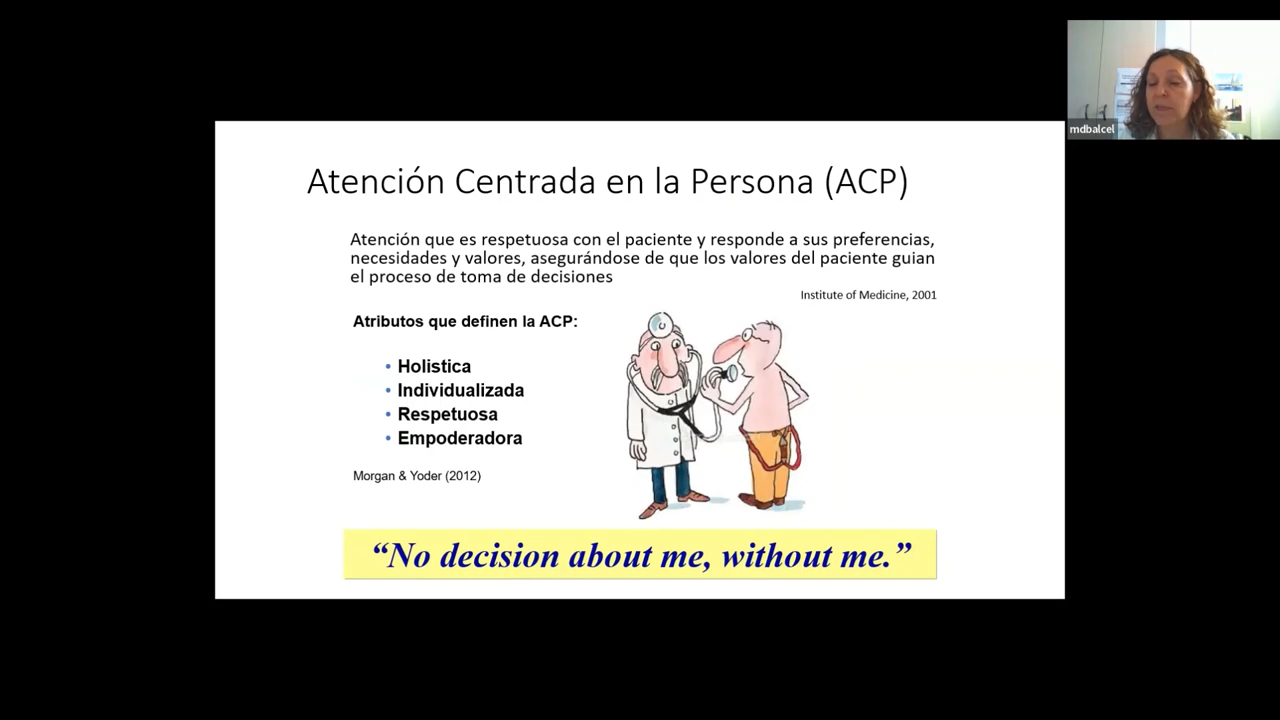 Atención Centrada en la Persona (ACP)
Atención que es respetuosa con el paciente y responde a sus preferencias,
necesidades y valores, asegurándose de que los valores del paciente guian
el proceso de toma de decisiones
Institute of Medicine, 2001
Atributos que definen la ACP:
• Holistica
• Individualizada
• Respetuosa
• Empoderadora
Morgan & Yoder (2012)
“No decision about me, without me.”
mdbalcel